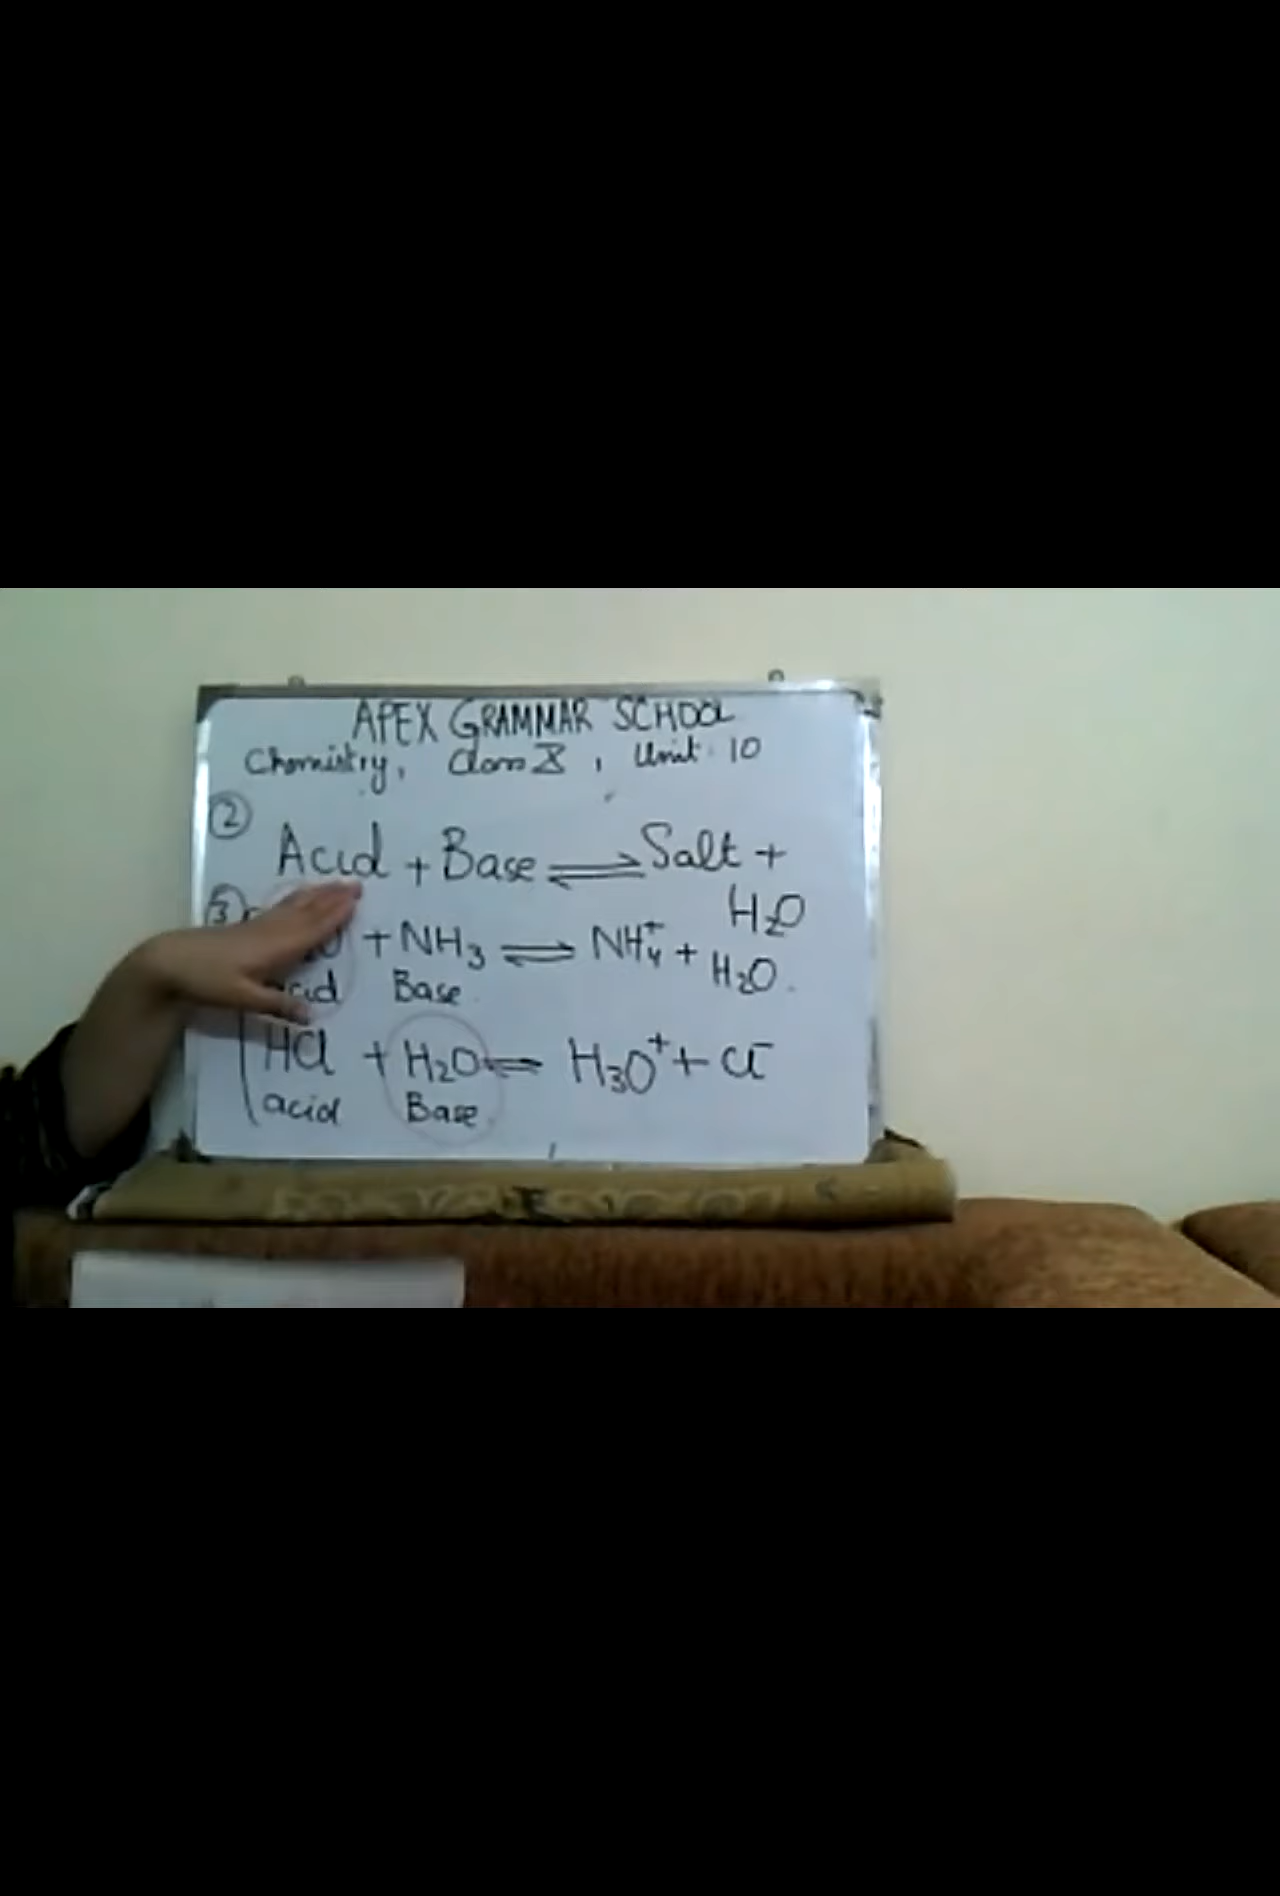 APEX GRAMMAR SCHOOL
Chemistry, Class X, Unit. 10
2
Acid + Base ⇌ Salt +
H2O
3
+ NH3 ⇌ NH4+ + H2O.
acid Base.
HCl + H2O ⇌ H3O+ + Cl-
acid Base.